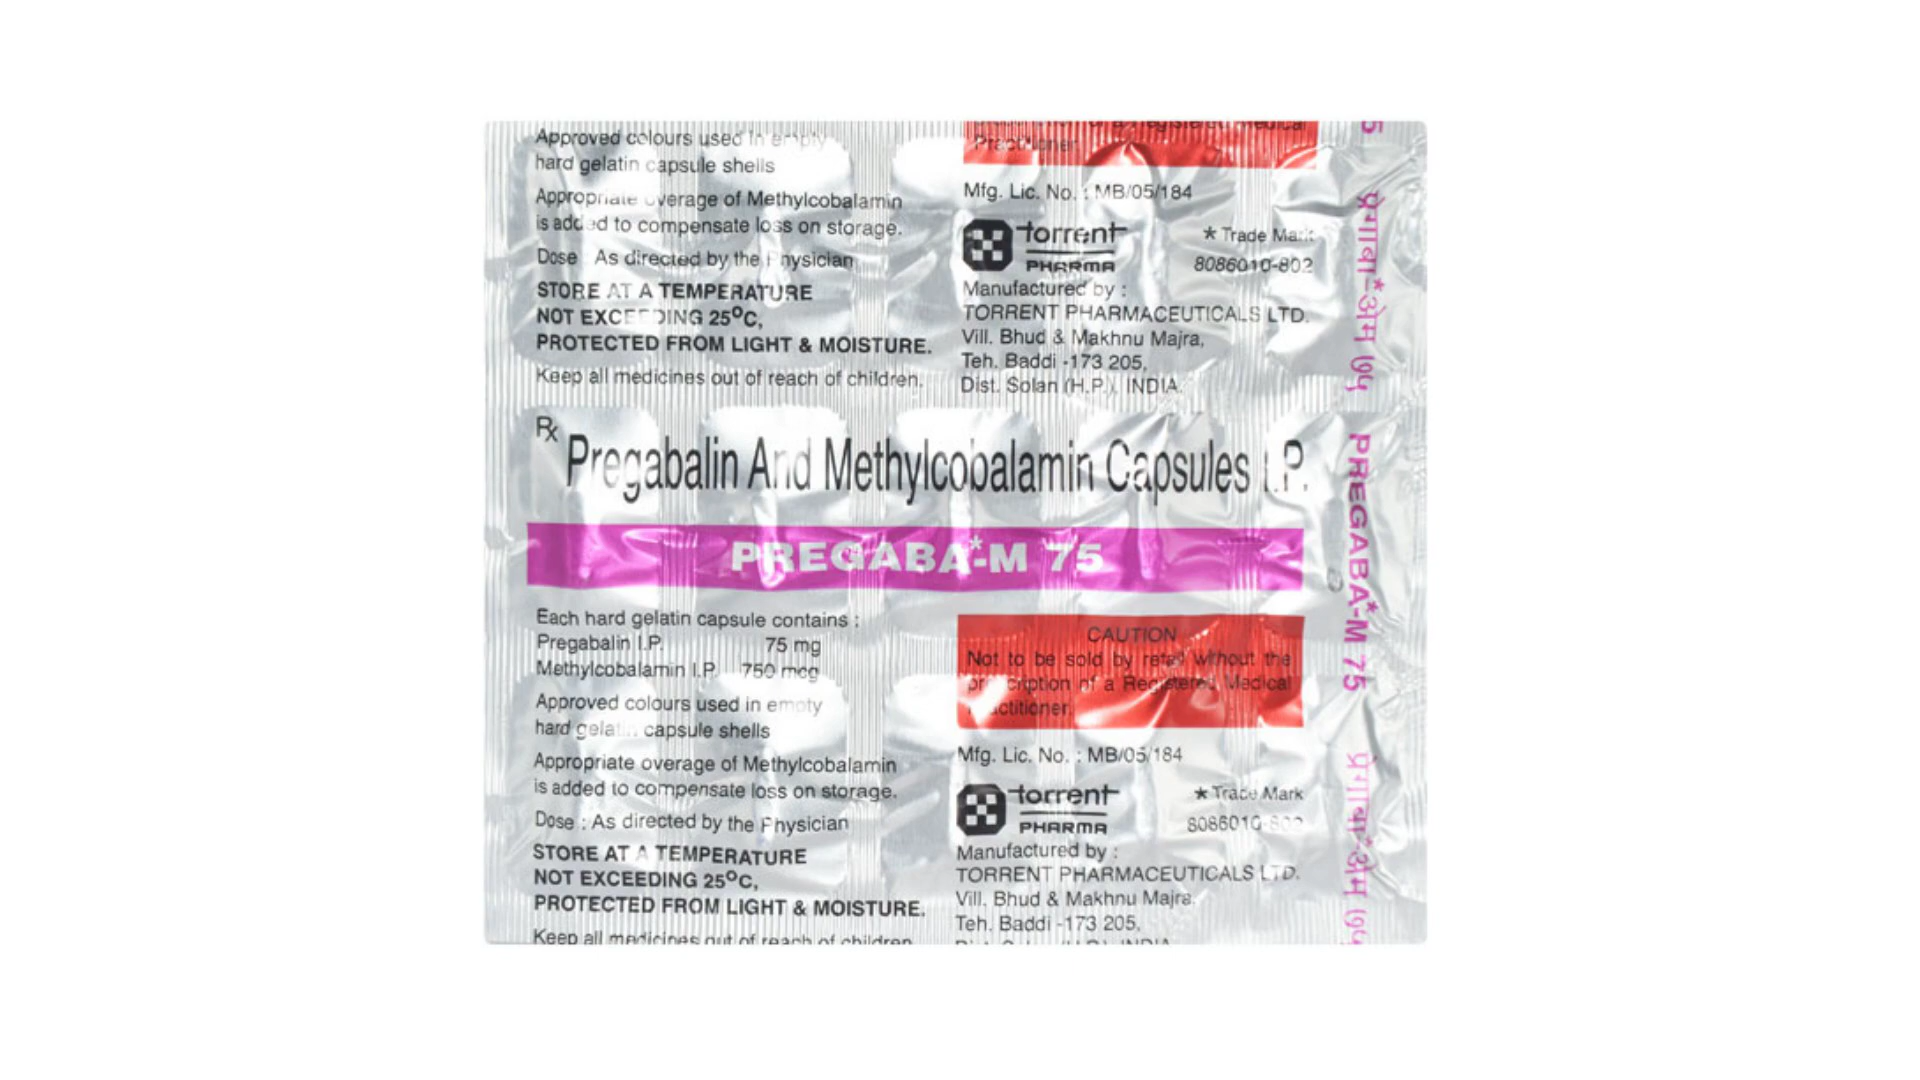 Approved colours used in empty
hard gelatin capsule shells
Appropriate overage of Methylcobalamin
is added to compensate loss on storage.
Dose As directed by the Physician
STORE AT A TEMPERATURE
NOT EXCEEDING 25°C,
PROTECTED FROM LIGHT & MOISTURE.
Keep all medicines out of reach of children.
of a Registered Medical
Practitioner
Mfg. Lic. No. : MB/05/184
torrent
PHARMA
* Trade Mark
8086010-802
Manufactured by :
TORRENT PHARMACEUTICALS LTD.
Vill. Bhud & Makhnu Majra,
Teh. Baddi -173 205,
Dist. Solan (H.P.), INDIA.
Rx
Pregabalin And Methylcobalamin Capsules I.P.
PREGABA*-M 75
Each hard gelatin capsule contains :
Pregabalin I.P. 75 mg
Methylcobalamin I.P. 750 mcg
Approved colours used in empty
hard gelatin capsule shells
Appropriate overage of Methylcobalamin
is added to compensate loss on storage.
Dose : As directed by the Physician
STORE AT A TEMPERATURE
NOT EXCEEDING 25°C,
PROTECTED FROM LIGHT & MOISTURE.
Keep all medicines out of reach of children
CAUTION
Not to be sold by retail without the
prescription of a Registered Medical
Practitioner.
Mfg. Lic. No. : MB/05/184
torrent
PHARMA
* Trade Mark
8086010-802
Manufactured by :
TORRENT PHARMACEUTICALS LTD.
Vill. Bhud & Makhnu Majra,
Teh. Baddi -173 205,
5
प्रेगाबा*-अेम ७५
PREGABA*-M 75
प्रेगाबा*-अेम